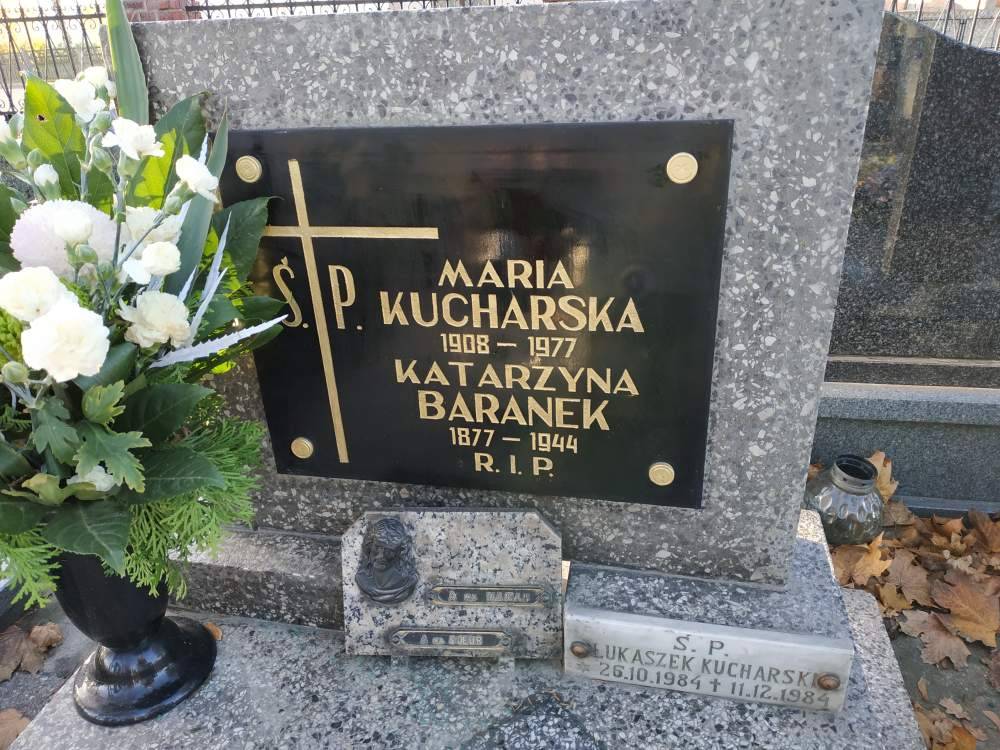 Ś. P.
MARIA
KUCHARSKA
1908 – 1977
KATARZYNA
BARANEK
1877 – 1944
R. I. P.
Ś. P.
ŁUKASZEK KUCHARSKI
26.10.1984 † 11.12.1984